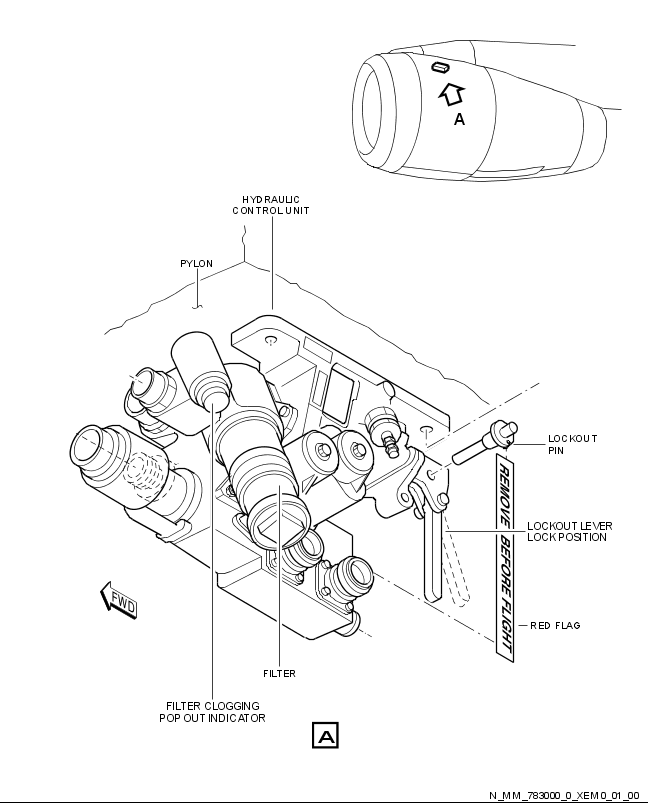 A
HYDRAULIC
CONTROL UNIT
PYLON
LOCKOUT
PIN
REMOVE BEFORE FLIGHT
LOCKOUT LEVER
LOCK POSITION
FWD
RED FLAG
FILTER
FILTER CLOGGING
POP OUT INDICATOR
A
N_MM_783000_0_XEM0_01_00